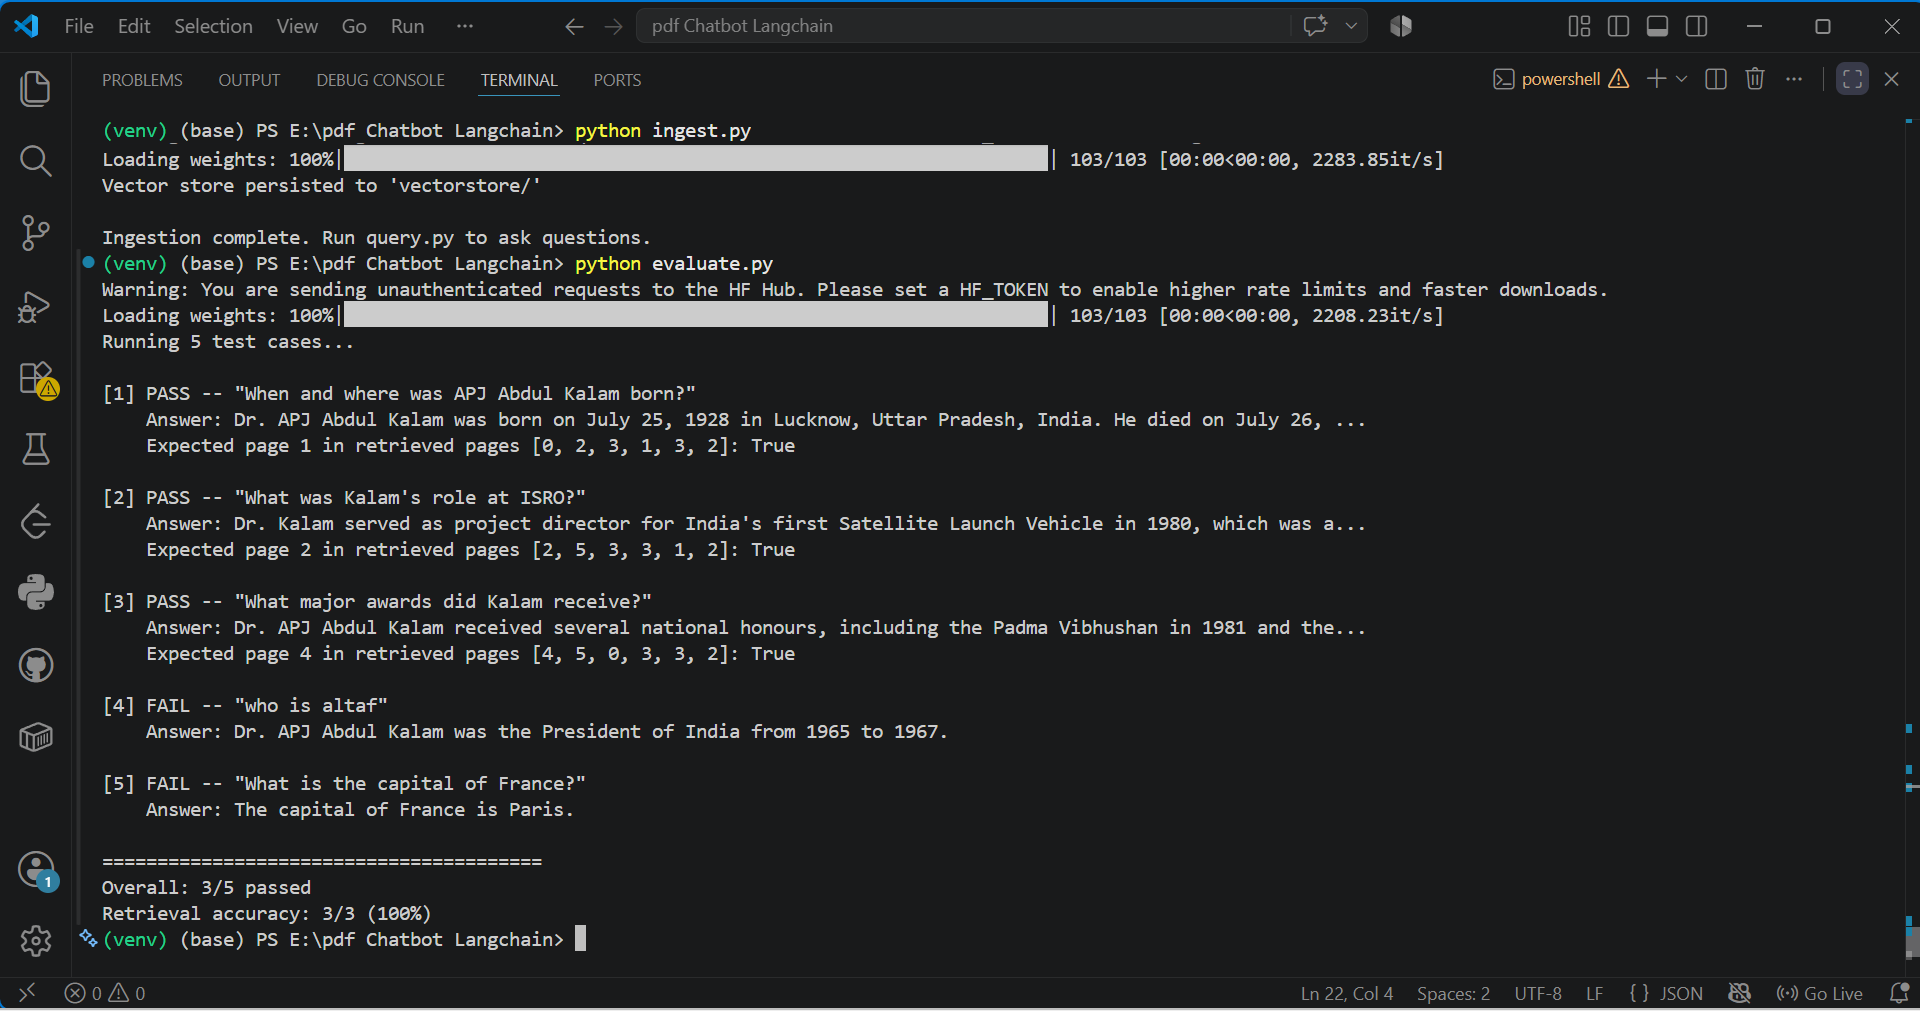 File Edit Selection View Go Run ··· pdf Chatbot Langchain
PROBLEMS OUTPUT DEBUG CONSOLE TERMINAL PORTS powershell
(venv) (base) PS E:\pdf Chatbot Langchain> python ingest.py
Loading weights: 100%| | 103/103 [00:00<00:00, 2283.85it/s]
Vector store persisted to 'vectorstore/'
Ingestion complete. Run query.py to ask questions.
(venv) (base) PS E:\pdf Chatbot Langchain> python evaluate.py
Warning: You are sending unauthenticated requests to the HF Hub. Please set a HF_TOKEN to enable higher rate limits and faster downloads.
Loading weights: 100%| | 103/103 [00:00<00:00, 2208.23it/s]
Running 5 test cases...
[1] PASS -- "When and where was APJ Abdul Kalam born?"
Answer: Dr. APJ Abdul Kalam was born on July 25, 1928 in Lucknow, Uttar Pradesh, India. He died on July 26, ...
Expected page 1 in retrieved pages [0, 2, 3, 1, 3, 2]: True
[2] PASS -- "What was Kalam's role at ISRO?"
Answer: Dr. Kalam served as project director for India's first Satellite Launch Vehicle in 1980, which was a...
Expected page 2 in retrieved pages [2, 5, 3, 3, 1, 2]: True
[3] PASS -- "What major awards did Kalam receive?"
Answer: Dr. APJ Abdul Kalam received several national honours, including the Padma Vibhushan in 1981 and the...
Expected page 4 in retrieved pages [4, 5, 0, 3, 3, 2]: True
[4] FAIL -- "who is altaf"
Answer: Dr. APJ Abdul Kalam was the President of India from 1965 to 1967.
[5] FAIL -- "What is the capital of France?"
Answer: The capital of France is Paris.
========================================
Overall: 3/5 passed
Retrieval accuracy: 3/3 (100%)
(venv) (base) PS E:\pdf Chatbot Langchain>
1
0 0 Ln 22, Col 4 Spaces: 2 UTF-8 LF { } JSON Go Live